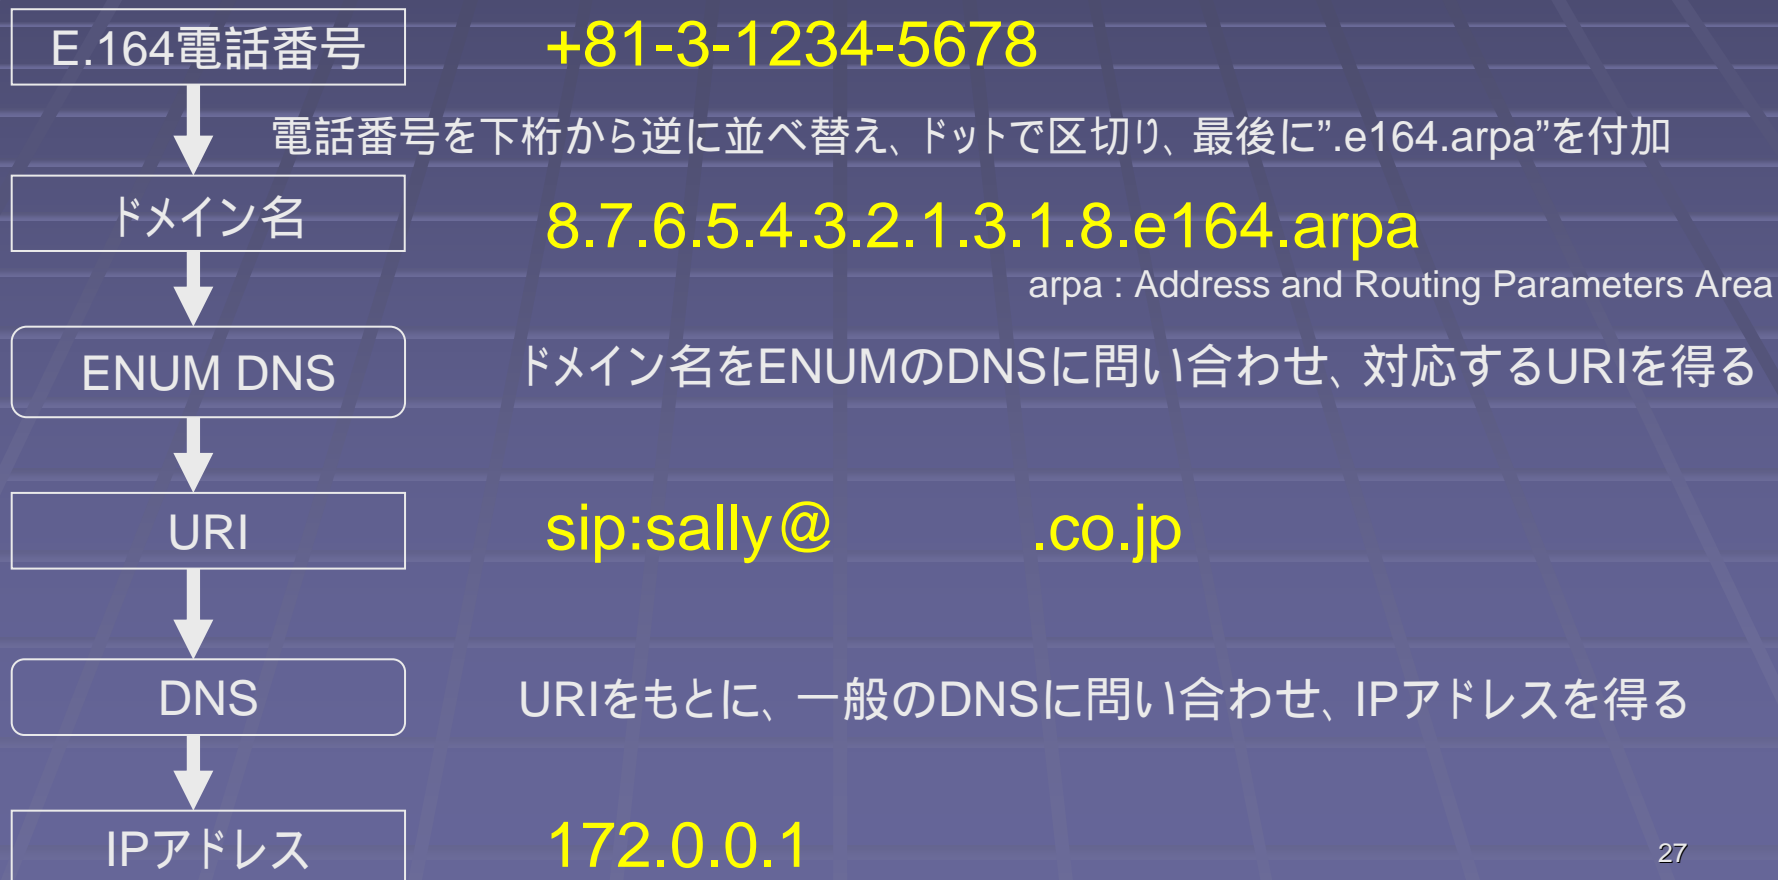 E.164電話番号
+81-3-1234-5678
電話番号を下桁から逆に並べ替え、ドットで区切り、最後に”.e164.arpa”を付加
ドメイン名
8.7.6.5.4.3.2.1.3.1.8.e164.arpa
arpa : Address and Routing Parameters Area
ENUM DNS
ドメイン名をENUMのDNSに問い合わせ、対応するURIを得る
URI
sip:sally@ .co.jp
DNS
URIをもとに、一般のDNSに問い合わせ、IPアドレスを得る
IPアドレス
172.0.0.1
27